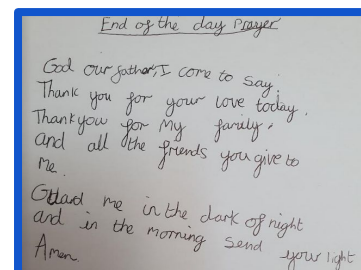 End of the day Prayer
God our father, I come to say.
Thank you for your love today.
Thankyou for My family.
and all the friends you give to
Me.
Guard me in the dark of night
and in the morning send your light
Amen